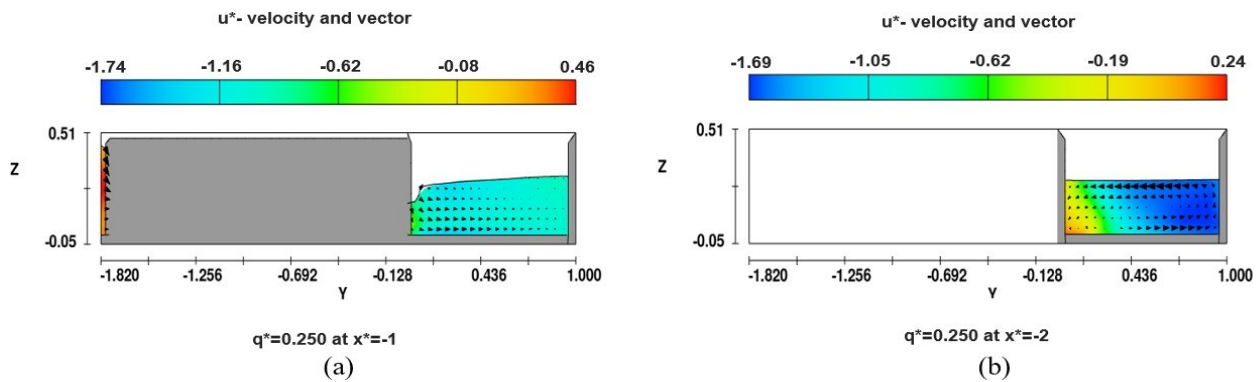 u*- velocity and vector
-1.74 -1.16 -0.62 -0.08 0.46
0.51
Z
-0.05
-1.820 -1.256 -0.692 -0.128 0.436 1.000
Y
q*=0.250 at x*=-1
(a)
u*- velocity and vector
-1.69 -1.05 -0.62 -0.19 0.24
0.51
Z
-0.05
-1.820 -1.256 -0.692 -0.128 0.436 1.000
Y
q*=0.250 at x*=-2
(b)